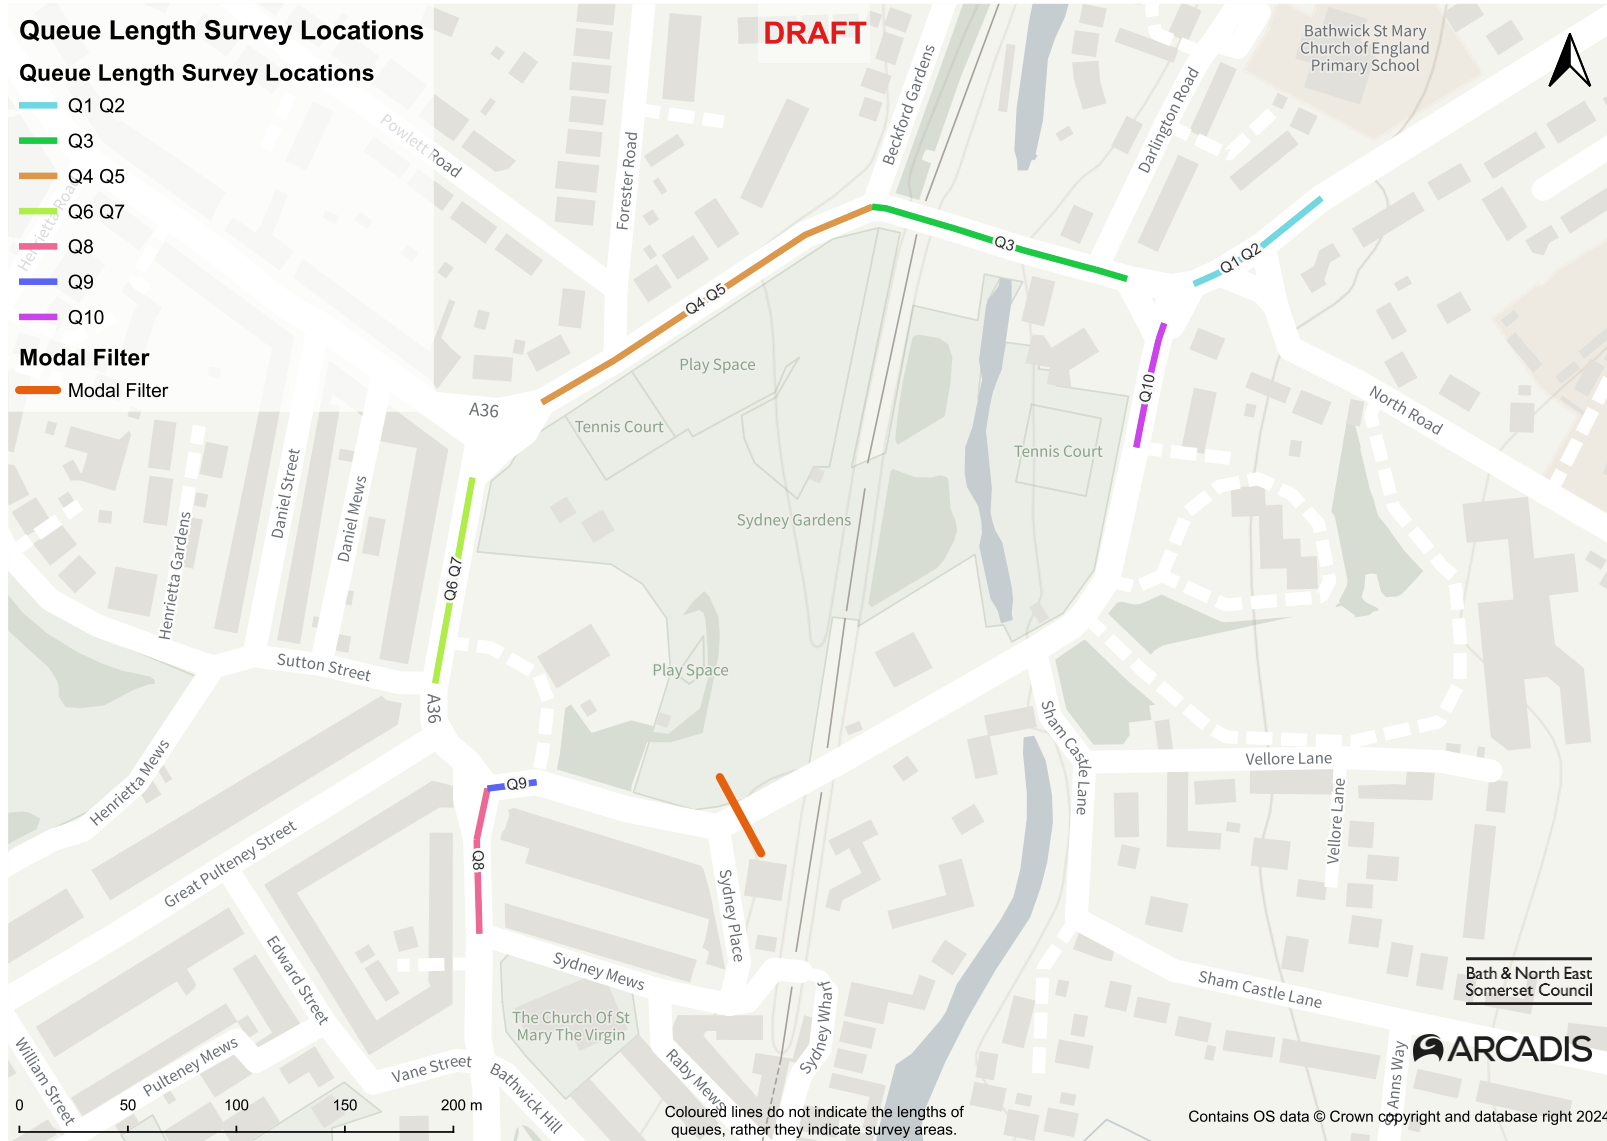 Queue Length Survey Locations
Queue Length Survey Locations
Q1 Q2
Q3
Q4 Q5
Q6 Q7
Q8
Q9
Q10
Modal Filter
Modal Filter
DRAFT
Bathwick St Mary
Church of England
Primary School
Powlett Road
Henrietta Road
Forester Road
Beckford Gardens
Darlington Road
Q3
Q1 Q2
Q4 Q5
Q10
North Road
Play Space
Tennis Court
A36
Tennis Court
Sydney Gardens
Daniel Street
Daniel Mews
Henrietta Gardens
Q6 Q7
Sutton Street
A36
Play Space
Henrietta Mews
Sham Castle Lane
Vellore Lane
Vellore Lane
Q9
Q8
Great Pulteney Street
Sydney Place
Edward Street
Sydney Mews
Sham Castle Lane
Bath & North East
Somerset Council
The Church Of St
Mary The Virgin
Sydney Wharf
ARCADIS
William Street
Pulteney Mews
Vane Street
Bathwick Hill
Raby Mews
St Anns Way
0 50 100 150 200 m
Coloured lines do not indicate the lengths of
queues, rather they indicate survey areas.
Contains OS data © Crown copyright and database right 2024